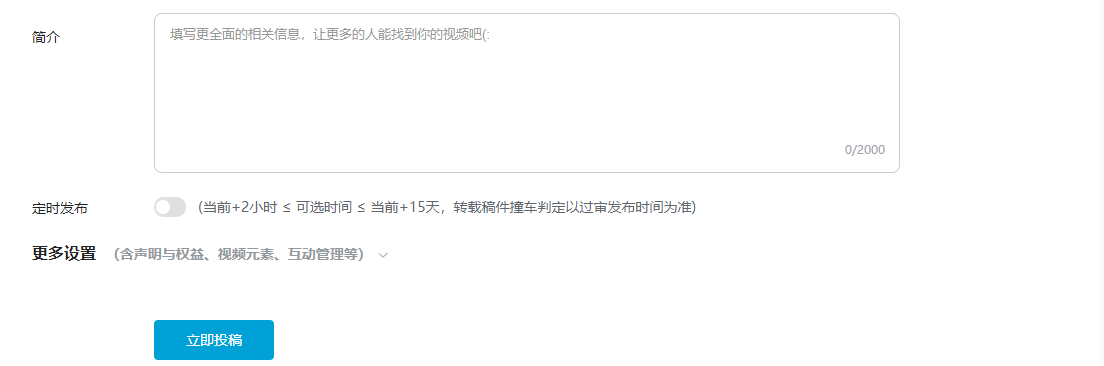 简介
填写更全面的相关信息，让更多的人能找到你的视频吧(:
0/2000
定时发布 (当前+2小时 ≤ 可选时间 ≤ 当前+15天，转载稿件撞车判定以过审发布时间为准)
更多设置 （含声明与权益、视频元素、互动管理等）
立即投稿